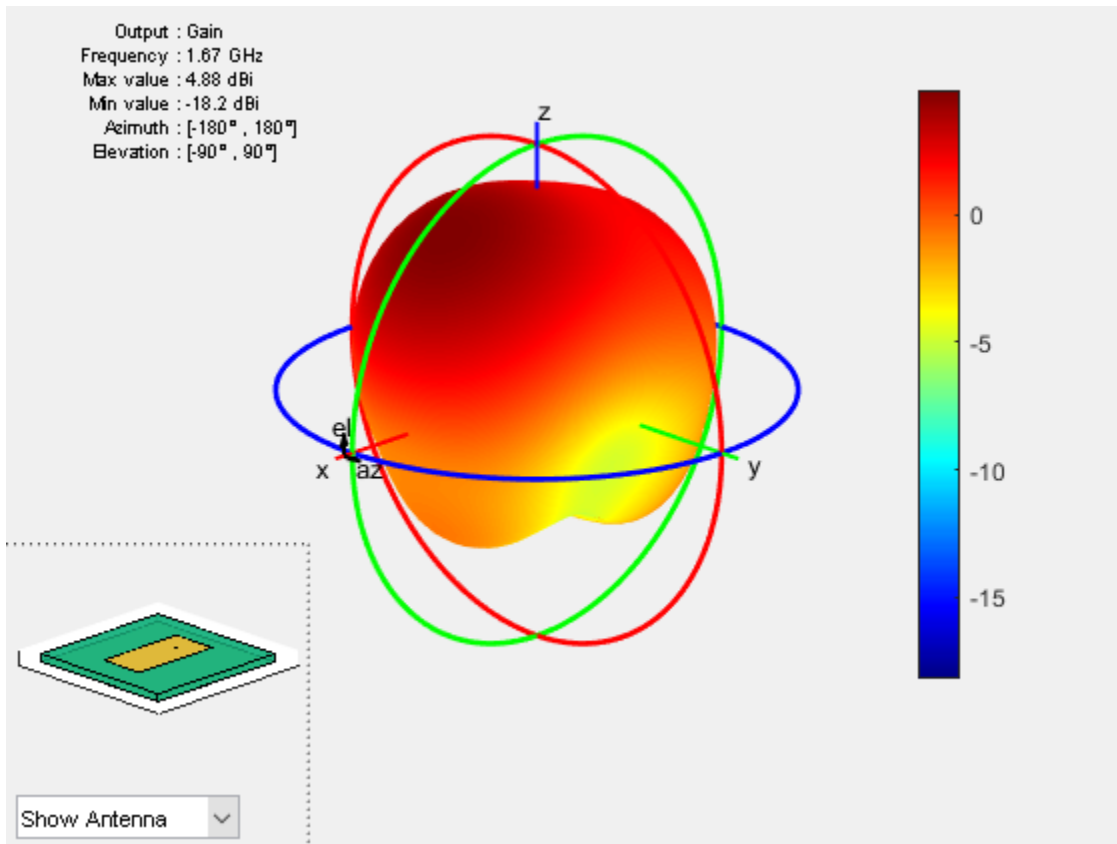 Output : Gain
Frequency : 1.67 GHz
Max value : 4.88 dBi
Min value : -18.2 dBi
Azimuth : [-180° , 180°]
Elevation : [-90° , 90°]
z
0
-5
el
x
az
y
-10
-15
Show Antenna